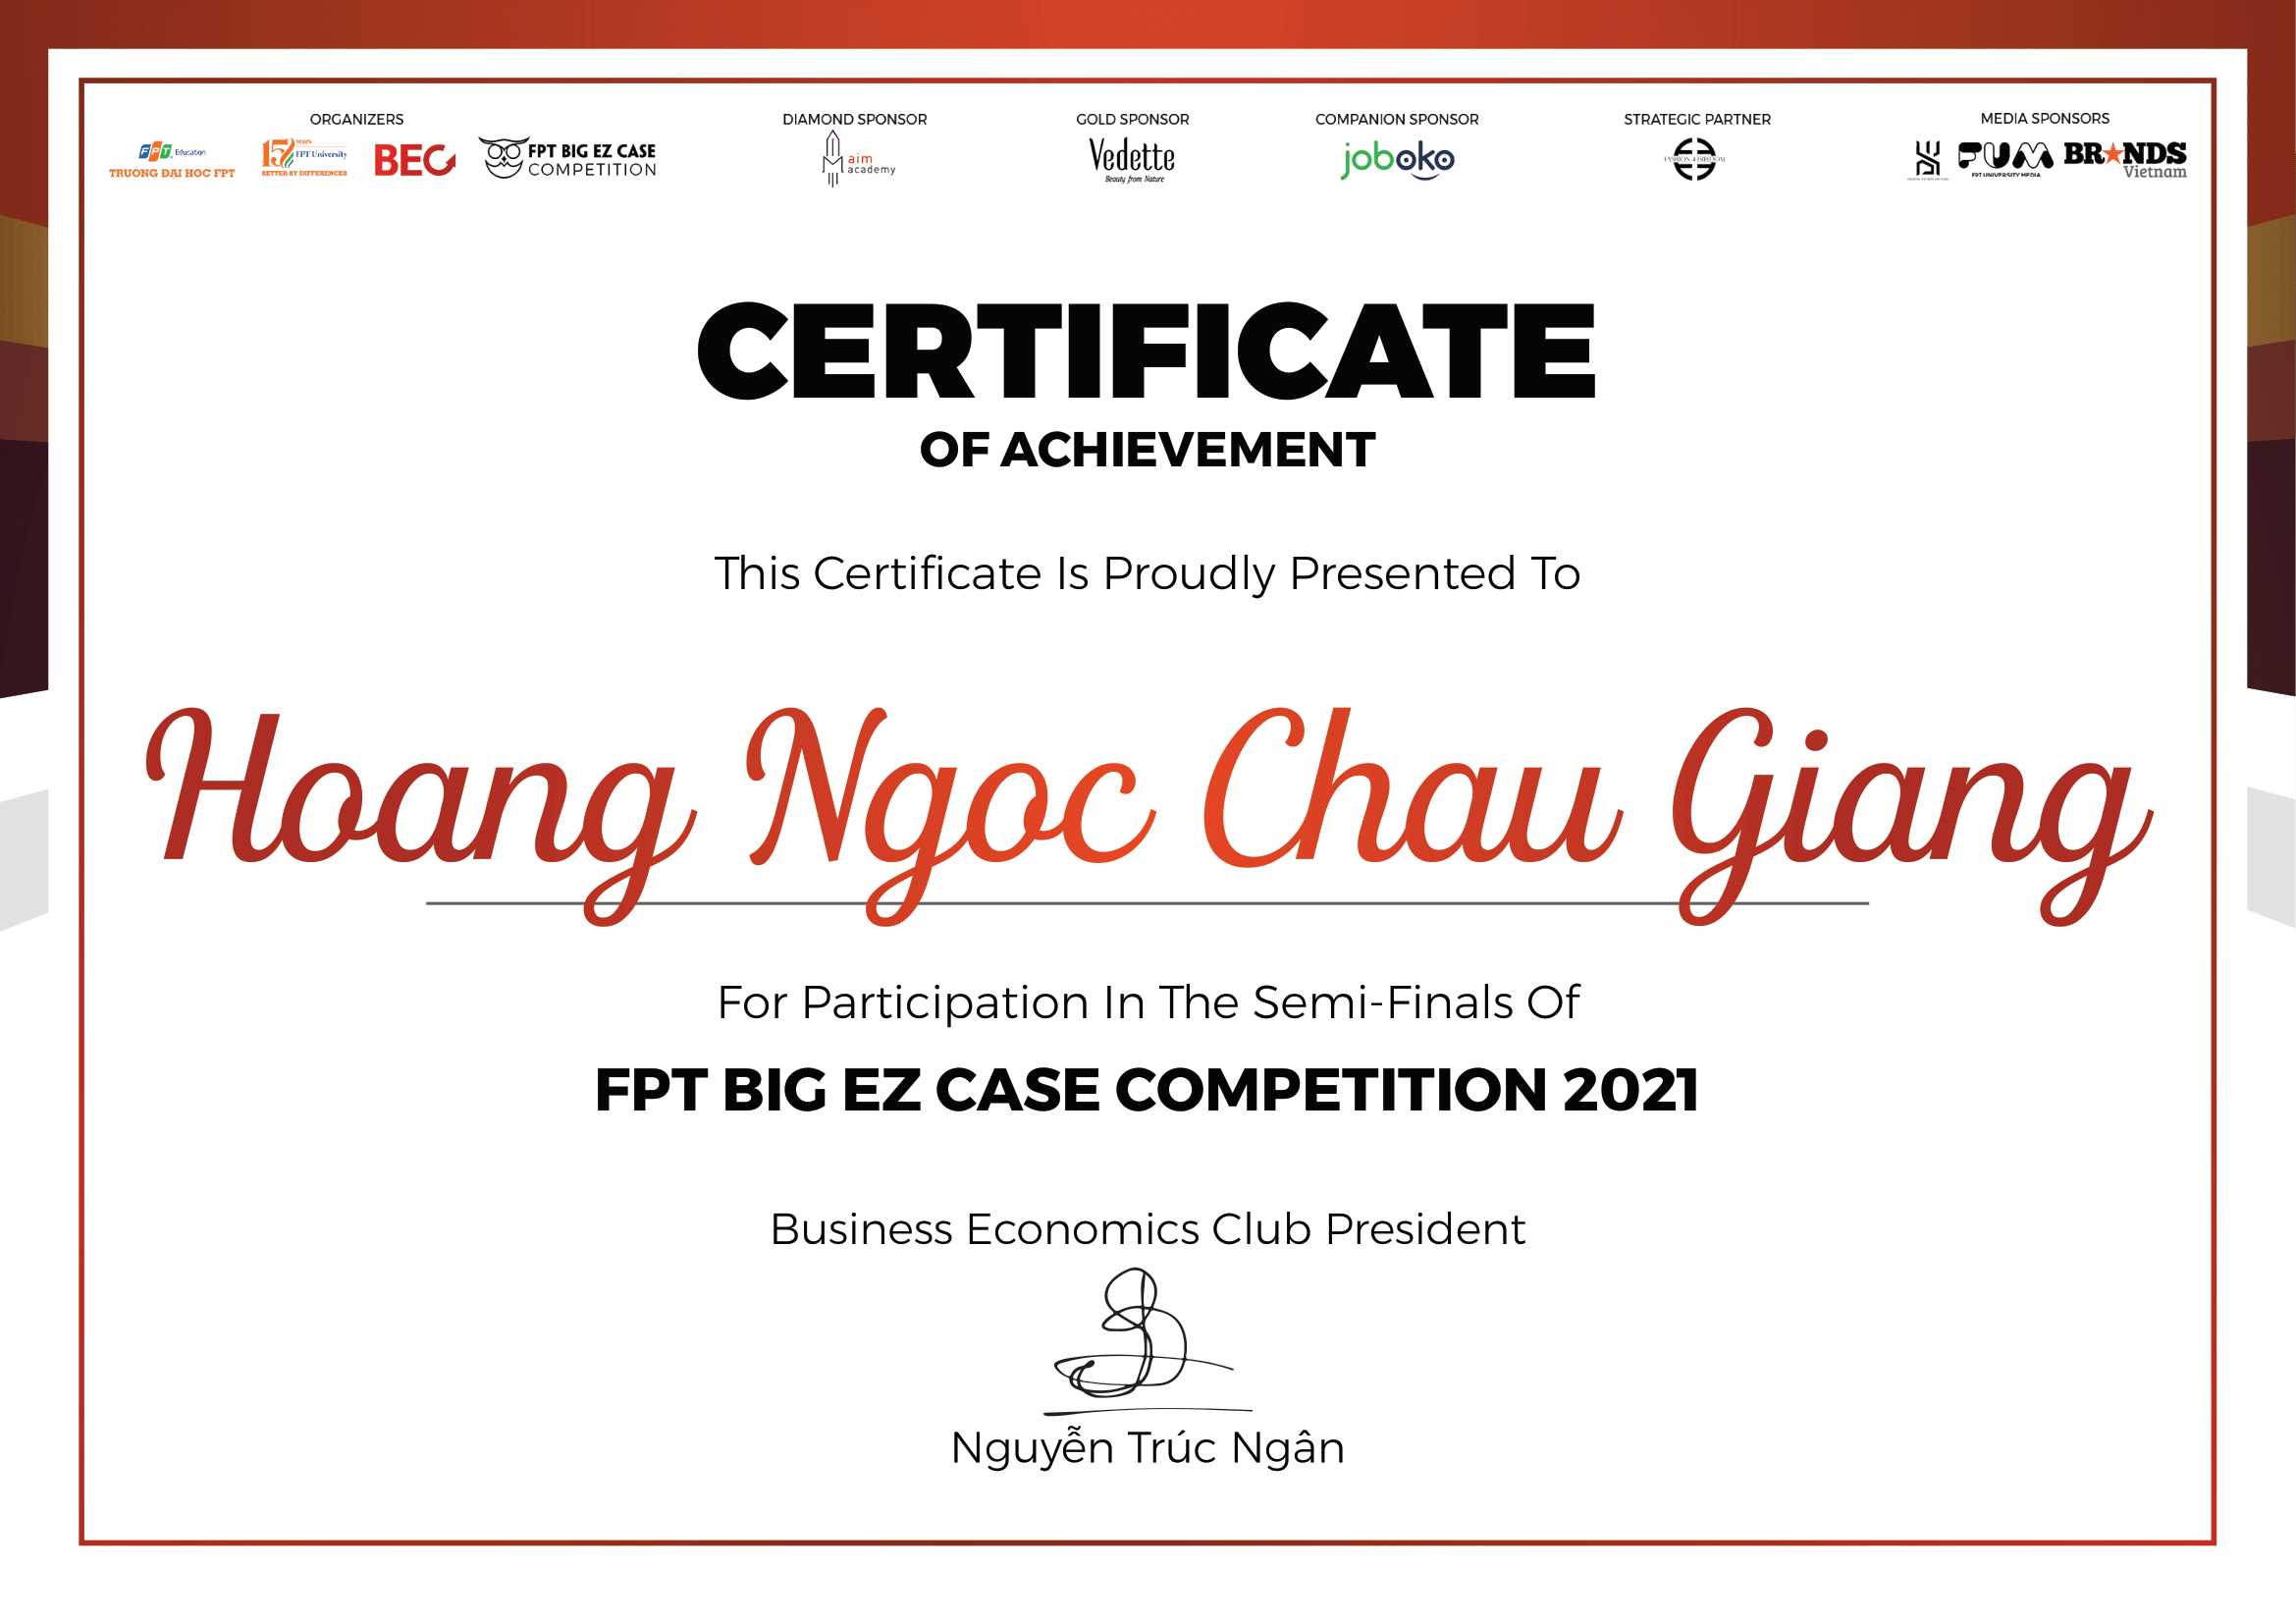 ORGANIZERS
FPT. Education
TRƯỜNG ĐẠI HỌC FPT
15 years
FPT University
BETTER BY DIFFERENCES
BEC
FPT BIG EZ CASE
COMPETITION
DIAMOND SPONSOR
aim
academy
GOLD SPONSOR
Vedette
Beauty from Nature
COMPANION SPONSOR
joboko
STRATEGIC PARTNER
FASHION 4 FREEDOM
MEDIA SPONSORS
FUM
FPT UNIVERSITY MEDIA
BRANDS
Vietnam
CERTIFICATE
OF ACHIEVEMENT
This Certificate Is Proudly Presented To
Hoang Ngoc Chau Giang
For Participation In The Semi-Finals Of
FPT BIG EZ CASE COMPETITION 2021
Business Economics Club President
Nguyễn Trúc Ngân